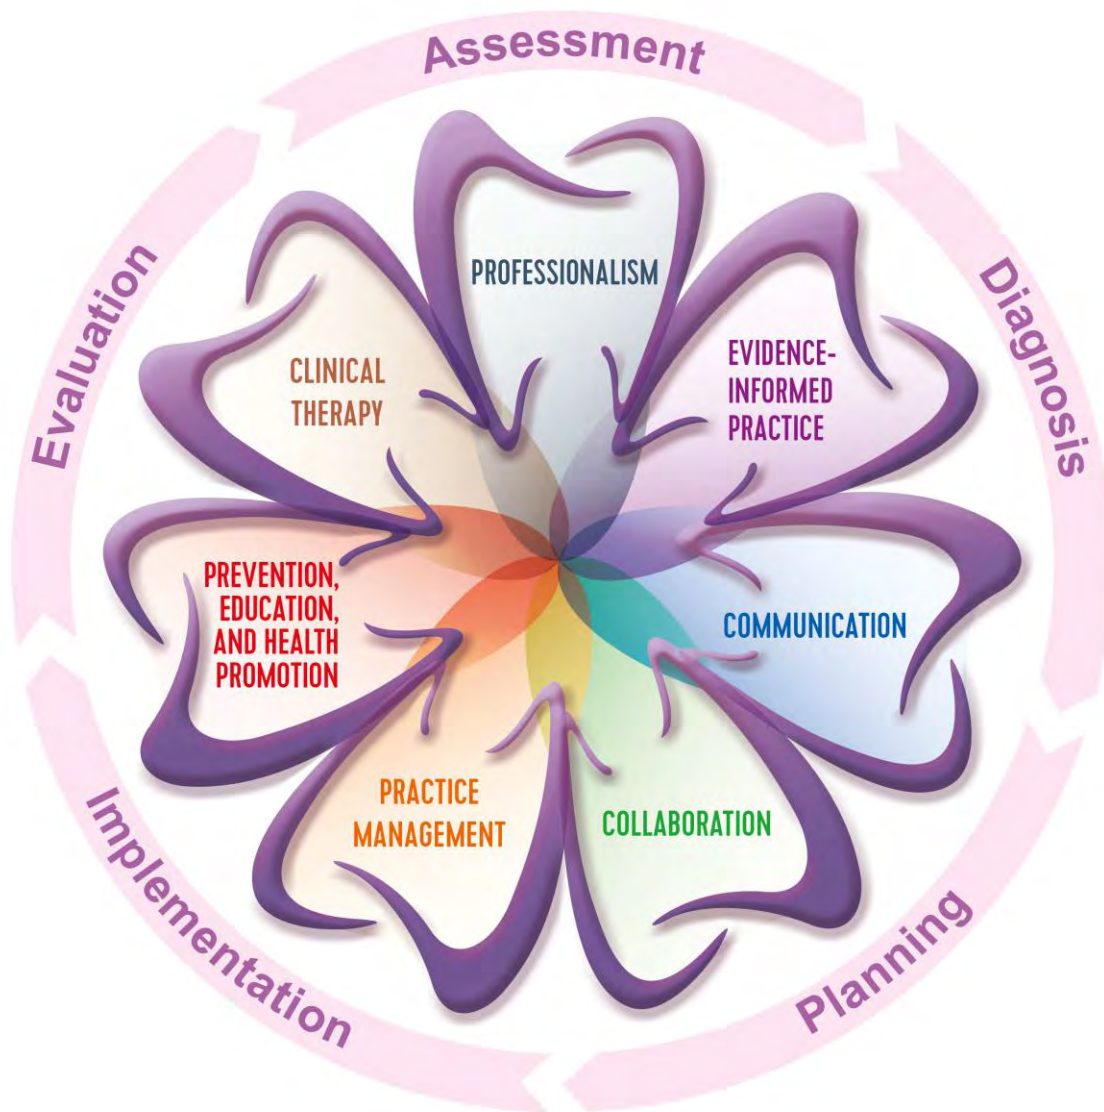 Assessment
Diagnosis
Planning
Implementation
Evaluation
PROFESSIONALISM
EVIDENCE-
INFORMED
PRACTICE
COMMUNICATION
COLLABORATION
PRACTICE
MANAGEMENT
PREVENTION,
EDUCATION,
AND HEALTH
PROMOTION
CLINICAL
THERAPY